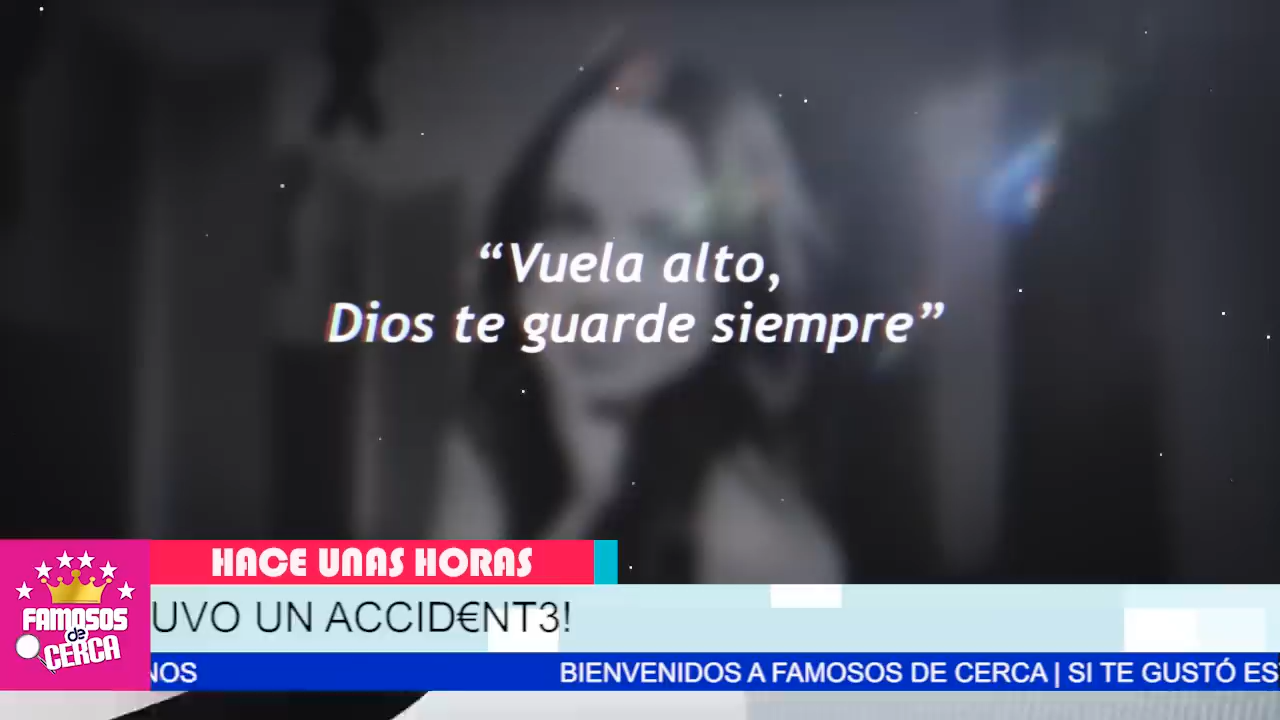 “Vuela alto,
Dios te guarde siempre”
HACE UNAS HORAS
UVO UN ACCID€NT3!
FAMOSOS
de
CERCA
NOS BIENVENIDOS A FAMOSOS DE CERCA | SI TE GUSTÓ ES